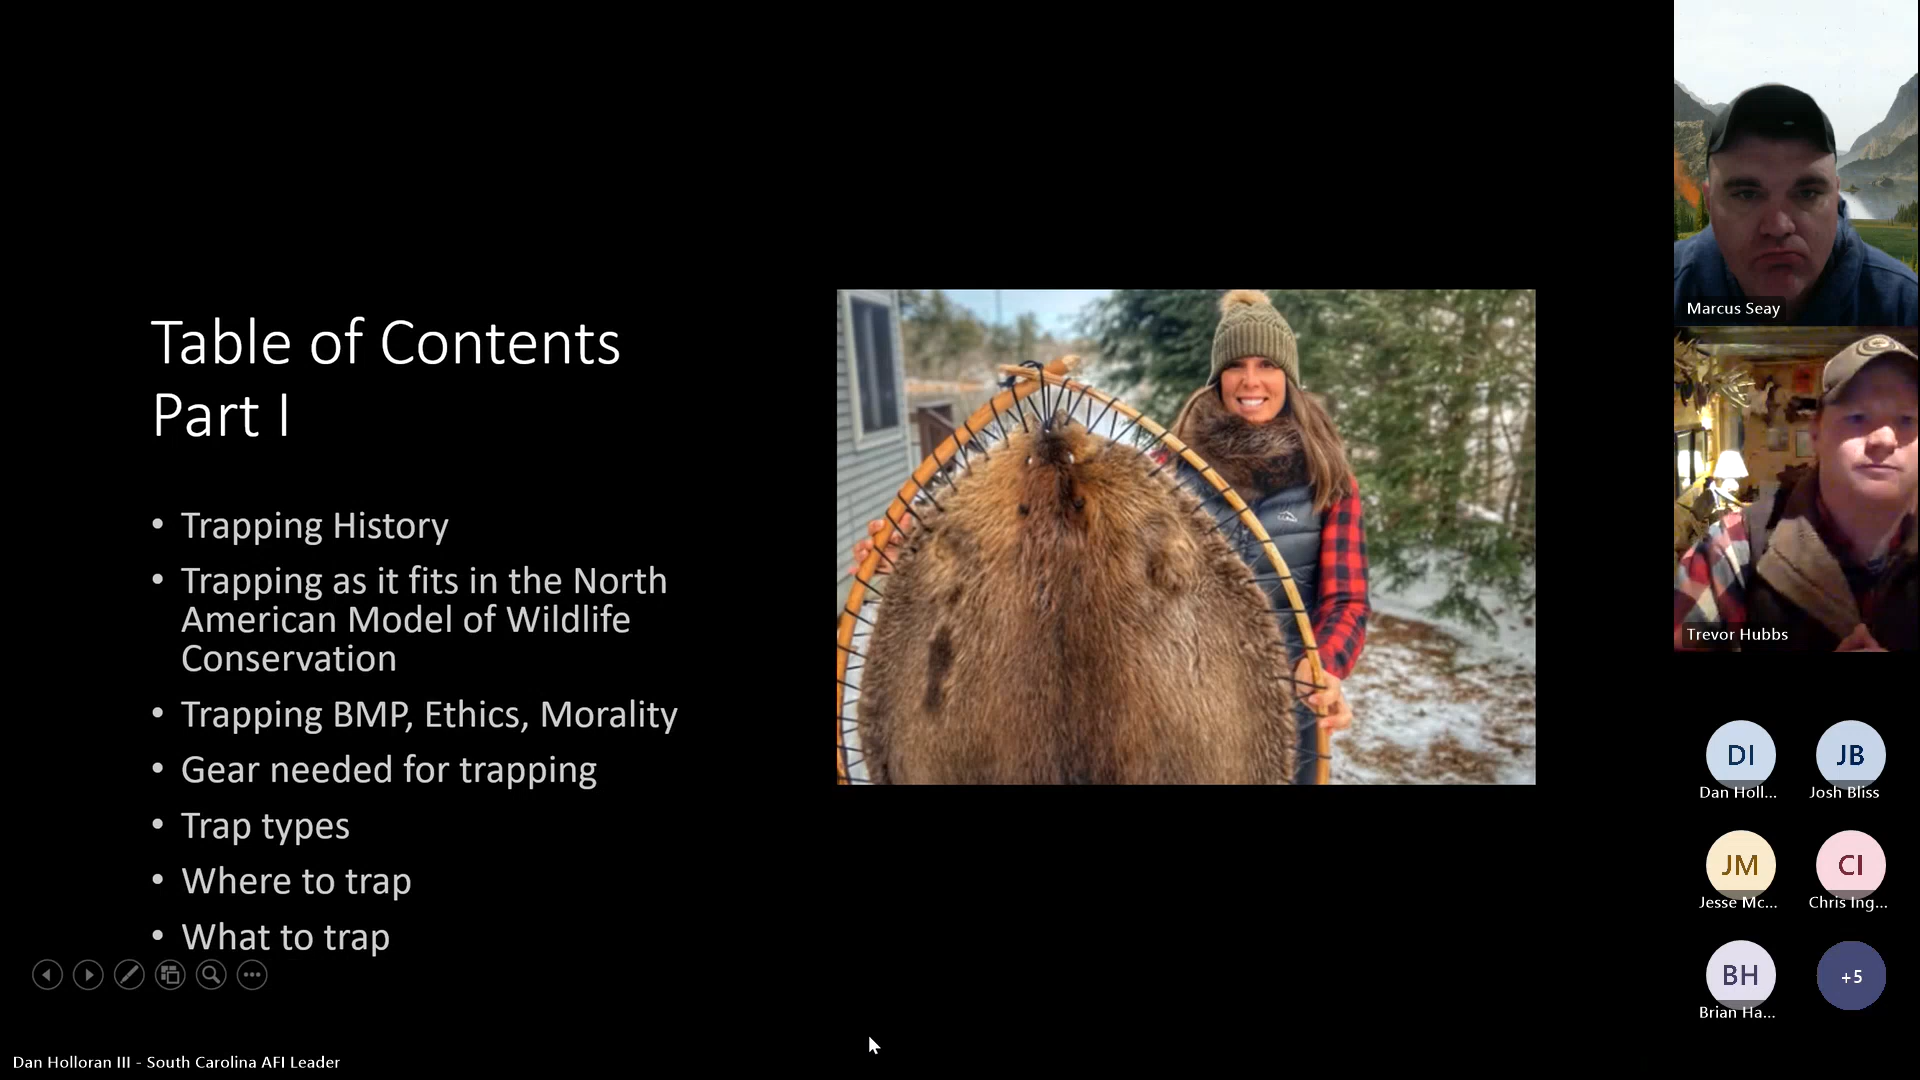 Table of Contents
Part I
• Trapping History
• Trapping as it fits in the North
American Model of Wildlife
Conservation
• Trapping BMP, Ethics, Morality
• Gear needed for trapping
• Trap types
• Where to trap
• What to trap
Dan Holloran III - South Carolina AFI Leader
Marcus Seay
Trevor Hubbs
DI
Dan Holl...
JB
Josh Bliss
JM
Jesse Mc...
CI
Chris Ing...
BH
Brian Ha...
+5